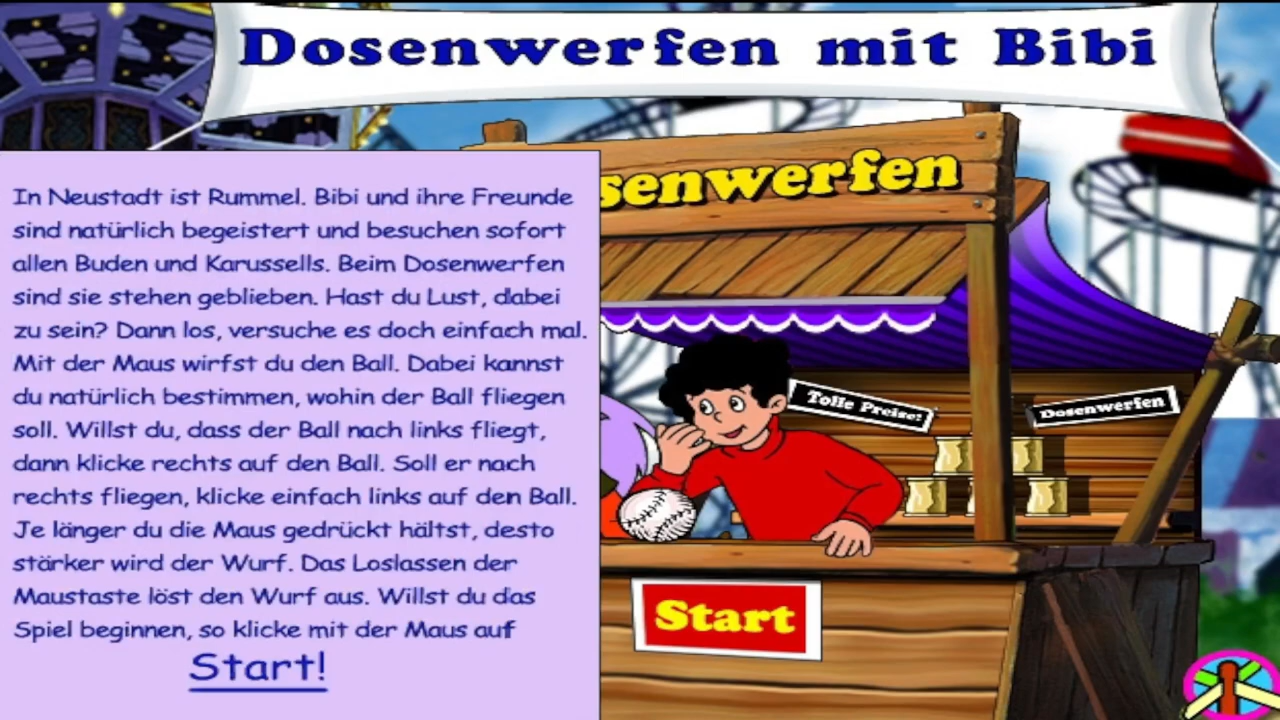 Dosenwerfen mit Bibi
senwerfen
In Neustadt ist Rummel. Bibi und ihre Freunde
sind natürlich begeistert und besuchen sofort
allen Buden und Karussells. Beim Dosenwerfen
sind sie stehen geblieben. Hast du Lust, dabei
zu sein? Dann los, versuche es doch einfach mal.
Mit der Maus wirfst du den Ball. Dabei kannst
du natürlich bestimmen, wohin der Ball fliegen
soll. Willst du, dass der Ball nach links fliegt,
dann klicke rechts auf den Ball. Soll er nach
rechts fliegen, klicke einfach links auf den Ball.
Je länger du die Maus gedrückt hältst, desto
stärker wird der Wurf. Das Loslassen der
Maustaste löst den Wurf aus. Willst du das
Spiel beginnen, so klicke mit der Maus auf
Start!
Tolle Preise!
Dosenwerfen
Start